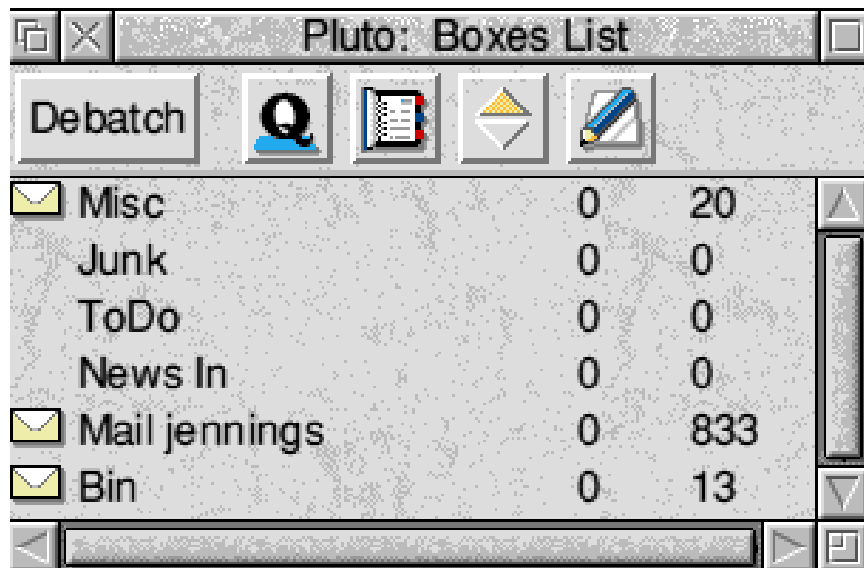 Pluto: Boxes List
Debatch Q
Misc 0 20
Junk 0 0
ToDo 0 0
News In 0 0
Mail jennings 0 833
Bin 0 13